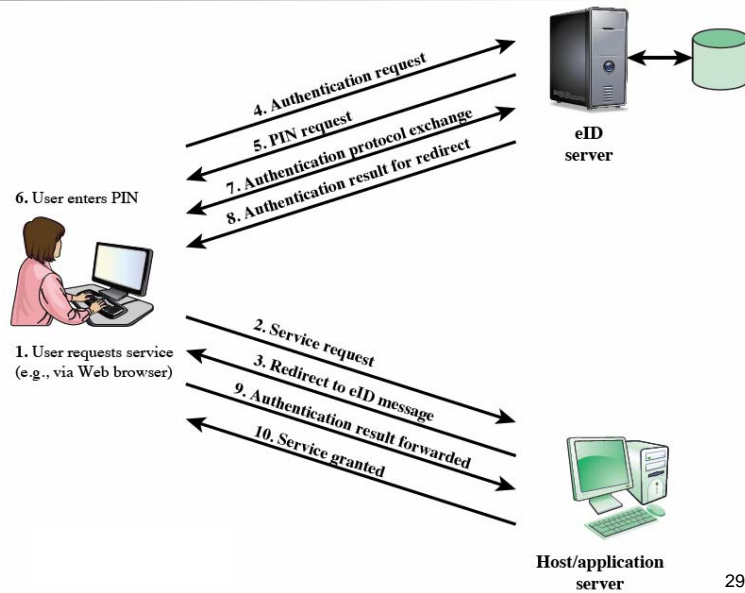 4. Authentication request
5. PIN request
7. Authentication protocol exchange
8. Authentication result for redirect
eID
server
6. User enters PIN
1. User requests service
(e.g., via Web browser)
2. Service request
3. Redirect to eID message
9. Authentication result forwarded
10. Service granted
Host/application
server
29